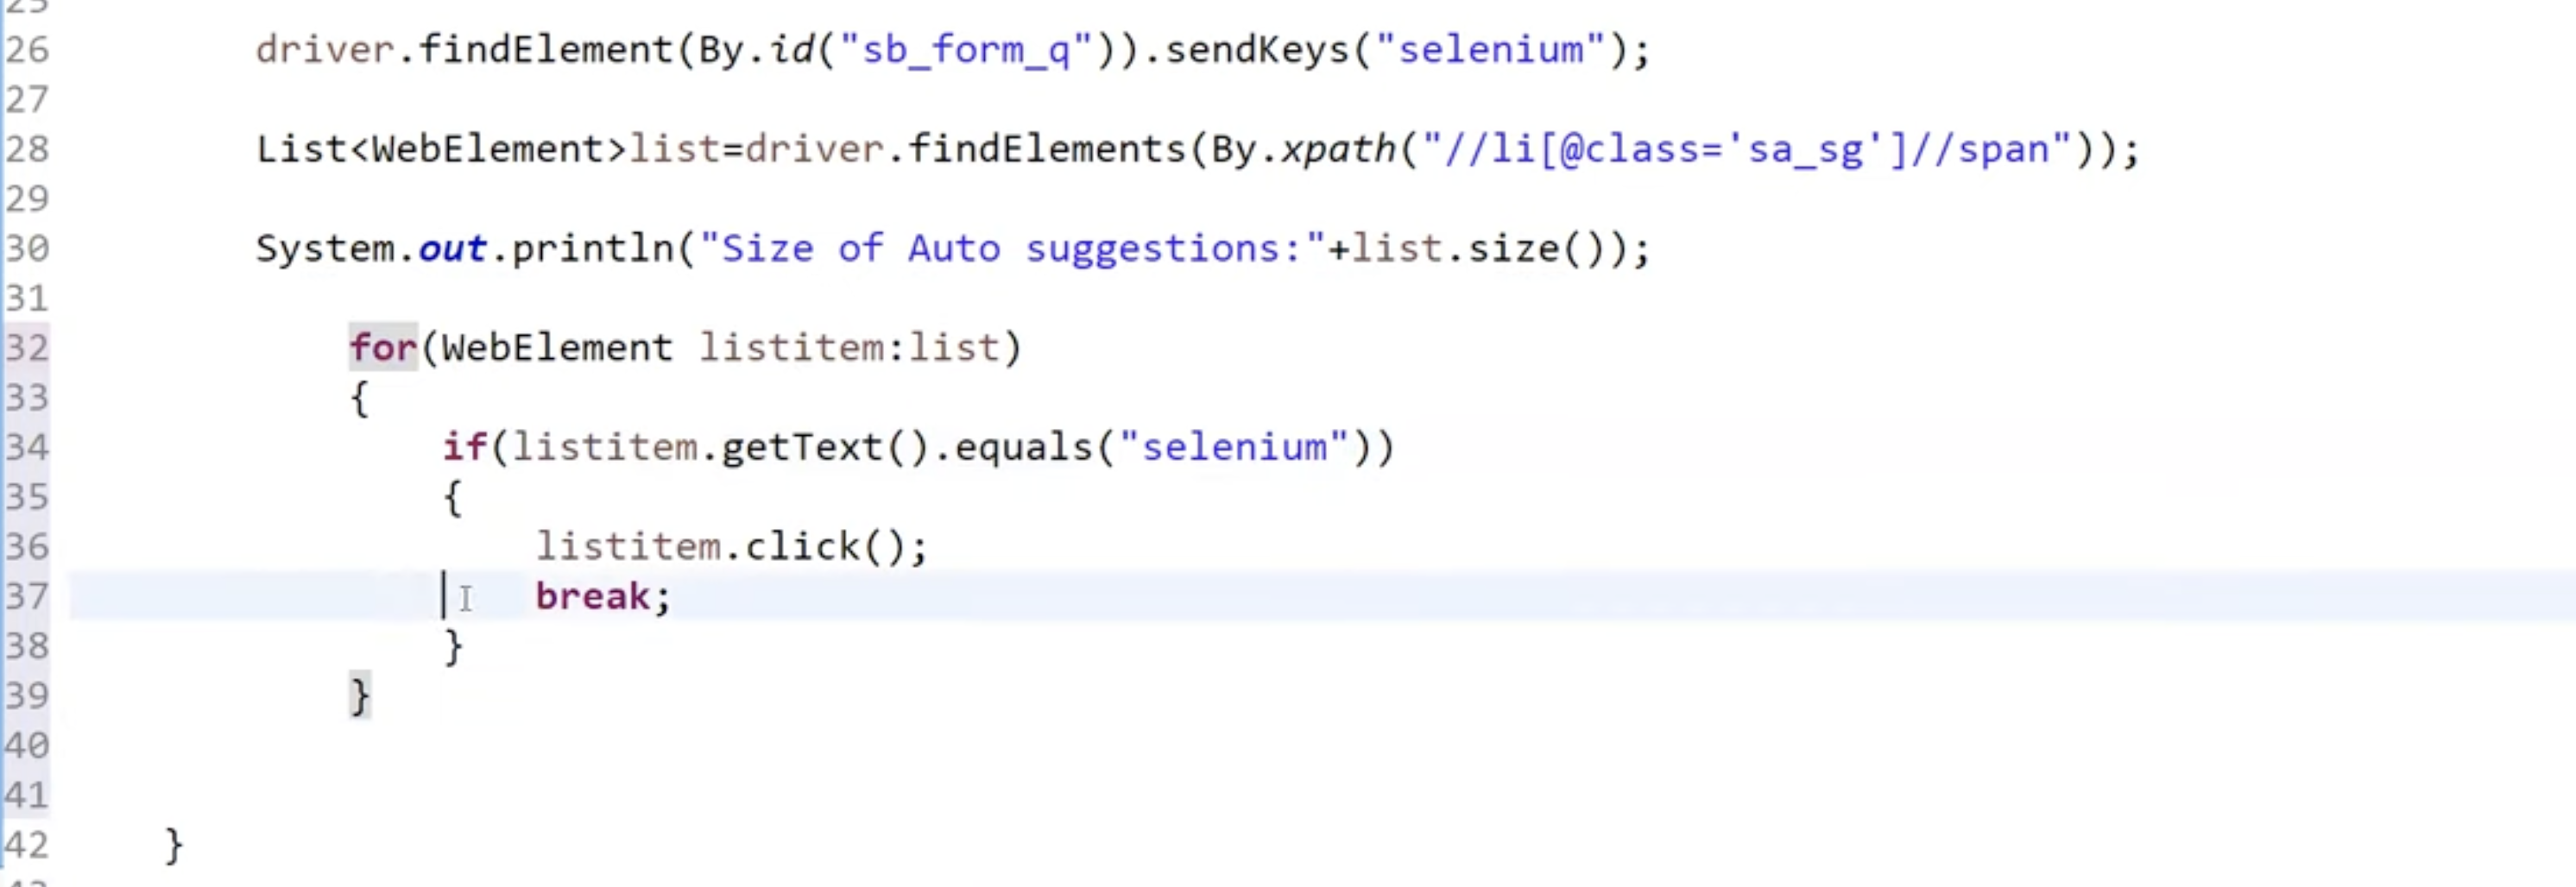 25
26 driver.findElement(By.id("sb_form_q")).sendKeys("selenium");
27
28 List<WebElement>list=driver.findElements(By.xpath("//li[@class='sa_sg']//span"));
29
30 System.out.println("Size of Auto suggestions:"+list.size());
31
32 for(WebElement listitem:list)
33 {
34 if(listitem.getText().equals("selenium"))
35 {
36 listitem.click();
37 break;
38 }
39 }
40
41
42 }
43